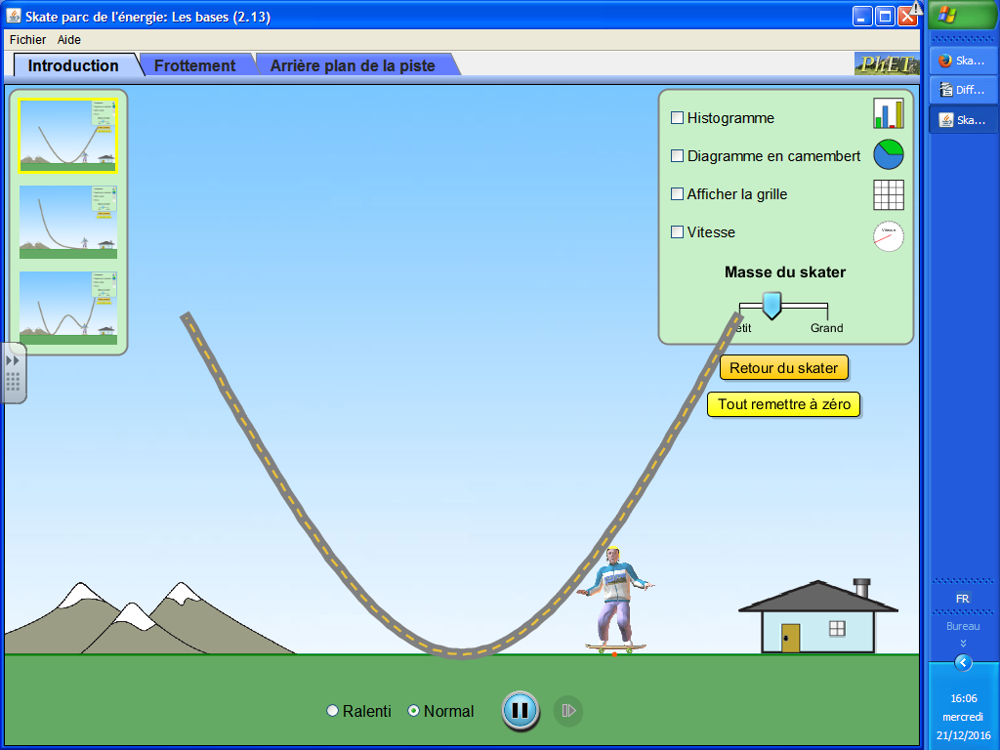 Skate parc de l'énergie: Les bases (2.13)
Fichier Aide
Introduction Frottement Arrière plan de la piste
PhET
Histogramme
Diagramme en camembert
Afficher la grille
Vitesse
Vitesse
Masse du skater
etit Grand
Retour du skater
Tout remettre à zéro
Ralenti Normal
Ska...
Diff...
Ska...
FR
Bureau
16:06
mercredi
21/12/2016